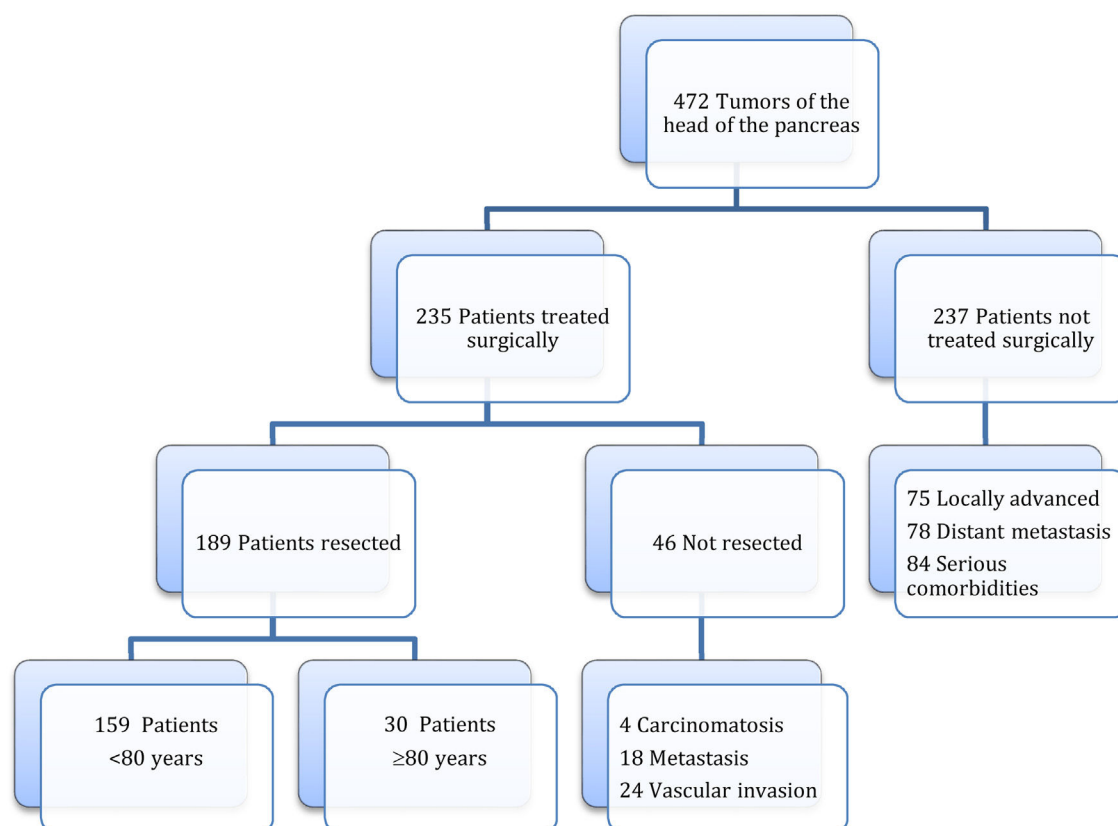 472 Tumors of the
head of the pancreas
235 Patients treated
surgically
237 Patients not
treated surgically
189 Patients resected
46 Not resected
75 Locally advanced
78 Distant metastasis
84 Serious
comorbidities
159 Patients
<80 years
30 Patients
≥80 years
4 Carcinomatosis
18 Metastasis
24 Vascular invasion